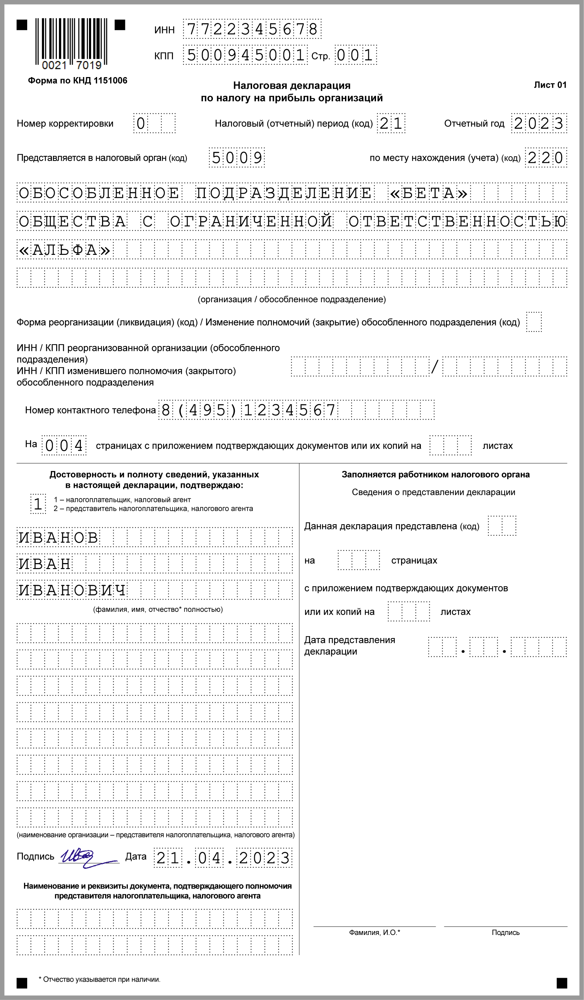 ИНН 7722345678
КПП 500945001 Стр. 001
0021 7019
Форма по КНД 1151006
Лист 01
Налоговая декларация
по налогу на прибыль организаций
Номер корректировки 0 Налоговый (отчетный) период (код) 21 Отчетный год 2023
Представляется в налоговый орган (код) 5009 по месту нахождения (учета) (код) 220
ОБОСОБЛЕННОЕ ПОДРАЗДЕЛЕНИЕ «БЕТА»
ОБЩЕСТВА С ОГРАНИЧЕННОЙ ОТВЕТСТВЕННОСТЬЮ
«АЛЬФА»
(организация / обособленное подразделение)
Форма реорганизации (ликвидация) (код) / Изменение полномочий (закрытие) обособленного подразделения (код)
ИНН / КПП реорганизованной организации (обособленного
подразделения)
ИНН / КПП изменившего полномочия (закрытого)
обособленного подразделения
/
Номер контактного телефона 8(495)1234567
На 004 страницах с приложением подтверждающих документов или их копий на листах
Достоверность и полноту сведений, указанных
в настоящей декларации, подтверждаю:
1 1 – налогоплательщик, налоговый агент
2 – представитель налогоплательщика, налогового агента
ИВАНОВ
ИВАН
ИВАНОВИЧ
(фамилия, имя, отчество* полностью)
(наименование организации – представителя налогоплательщика, налогового агента)
Подпись Дата 21.04.2023
Наименование и реквизиты документа, подтверждающего полномочия
представителя налогоплательщика, налогового агента
Заполняется работником налогового органа
Сведения о представлении декларации
Данная декларация представлена (код)
на страницах
с приложением подтверждающих документов
или их копий на листах
Дата представления
декларации . .
Фамилия, И.О.* Подпись
* Отчество указывается при наличии.